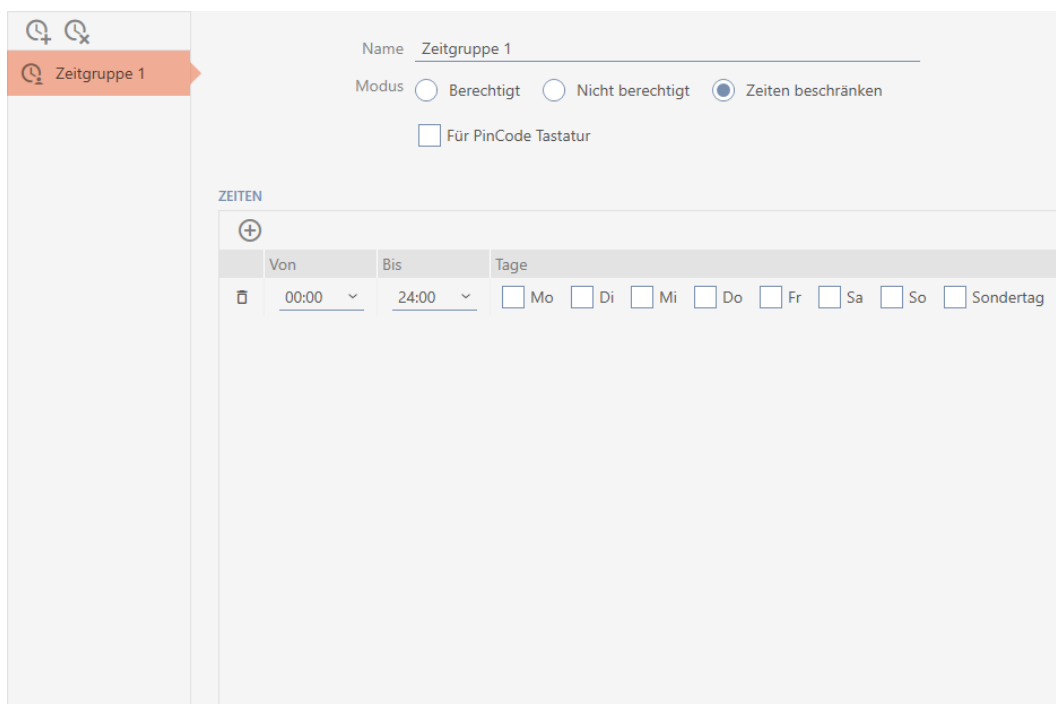 Zeitgruppe 1
Name Zeitgruppe 1
Modus Berechtigt Nicht berechtigt Zeiten beschränken
Für PinCode Tastatur
ZEITEN
Von Bis Tage
00:00 24:00 Mo Di Mi Do Fr Sa So Sondertag